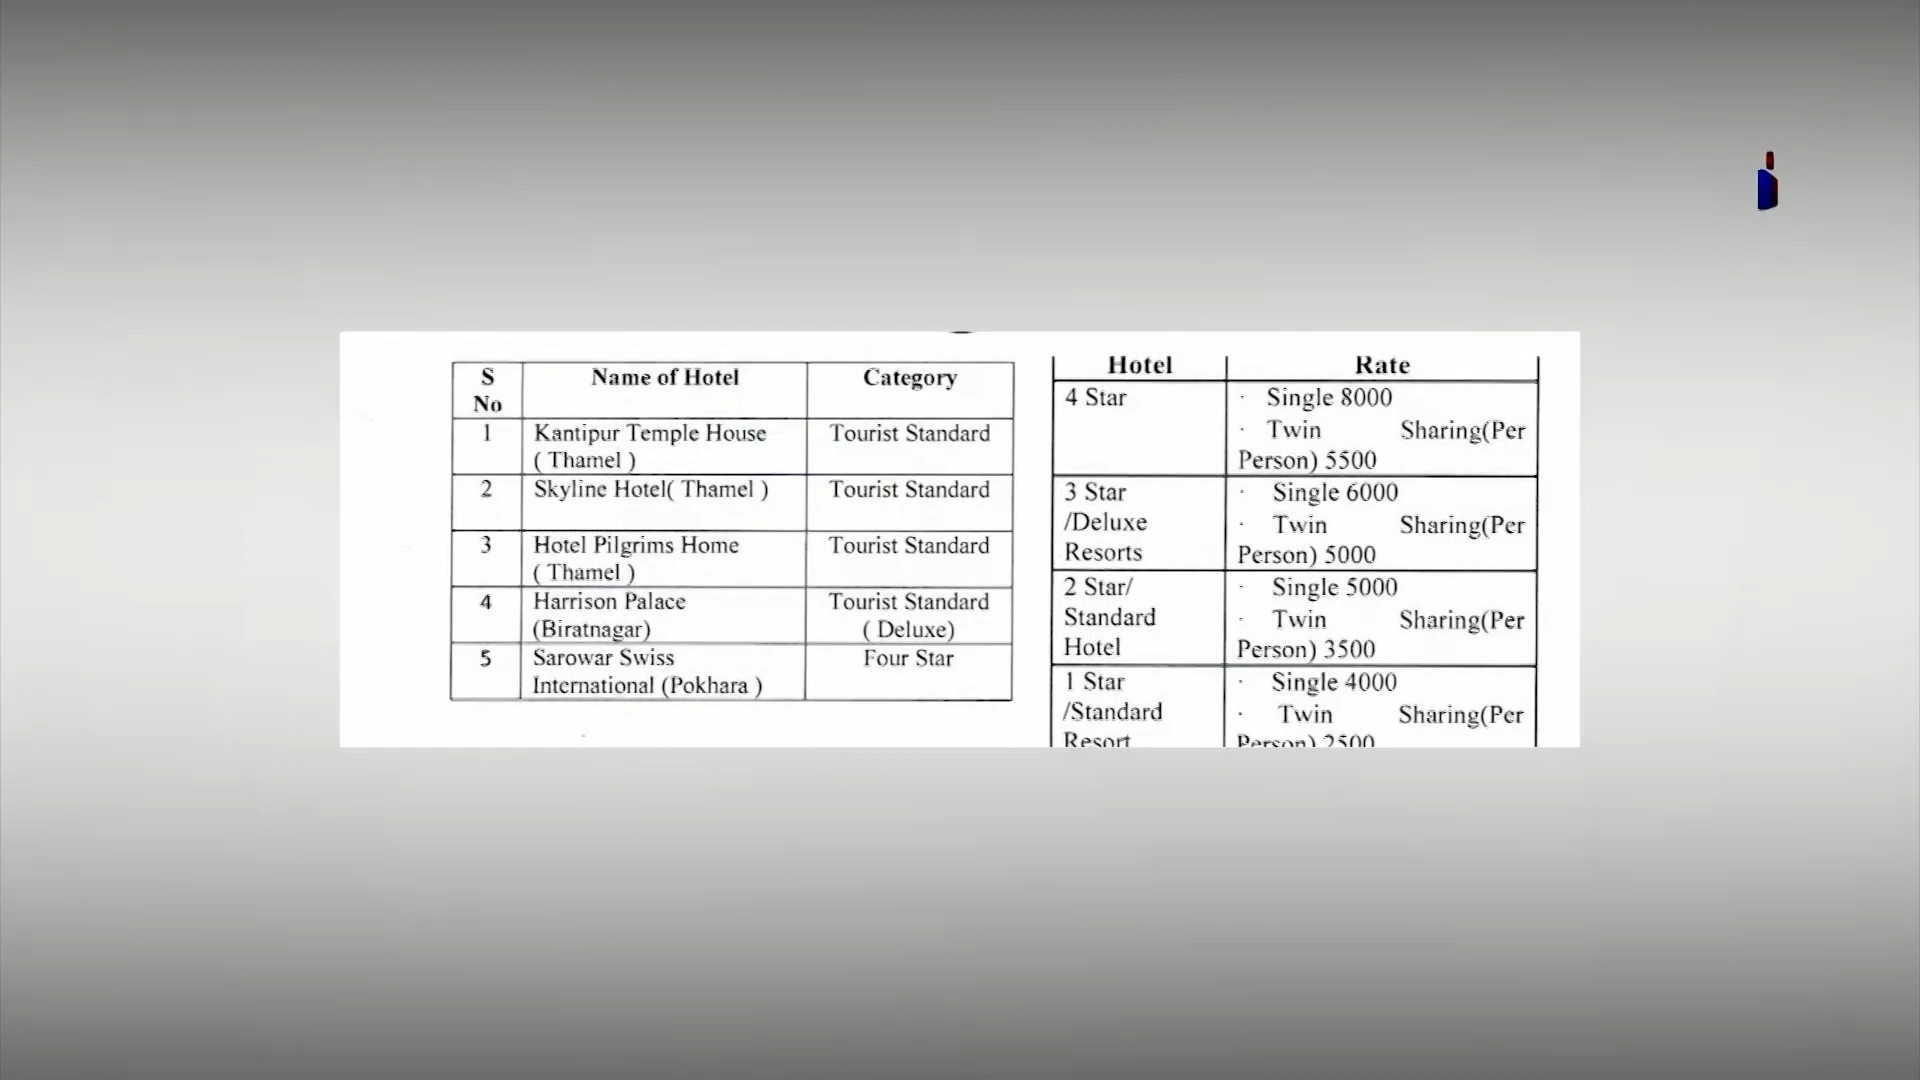 S No | Name of Hotel | Category
1 | Kantipur Temple House ( Thamel ) | Tourist Standard
2 | Skyline Hotel( Thamel ) | Tourist Standard
3 | Hotel Pilgrims Home ( Thamel ) | Tourist Standard
4 | Harrison Palace (Biratnagar) | Tourist Standard ( Deluxe)
5 | Sarowar Swiss International (Pokhara ) | Four Star
Hotel | Rate
4 Star | · Single 8000
· Twin Sharing(Per
Person) 5500
3 Star /Deluxe Resorts | · Single 6000
· Twin Sharing(Per
Person) 5000
2 Star/ Standard Hotel | · Single 5000
· Twin Sharing(Per
Person) 3500
1 Star /Standard Resort | · Single 4000
· Twin Sharing(Per
Person) 2500